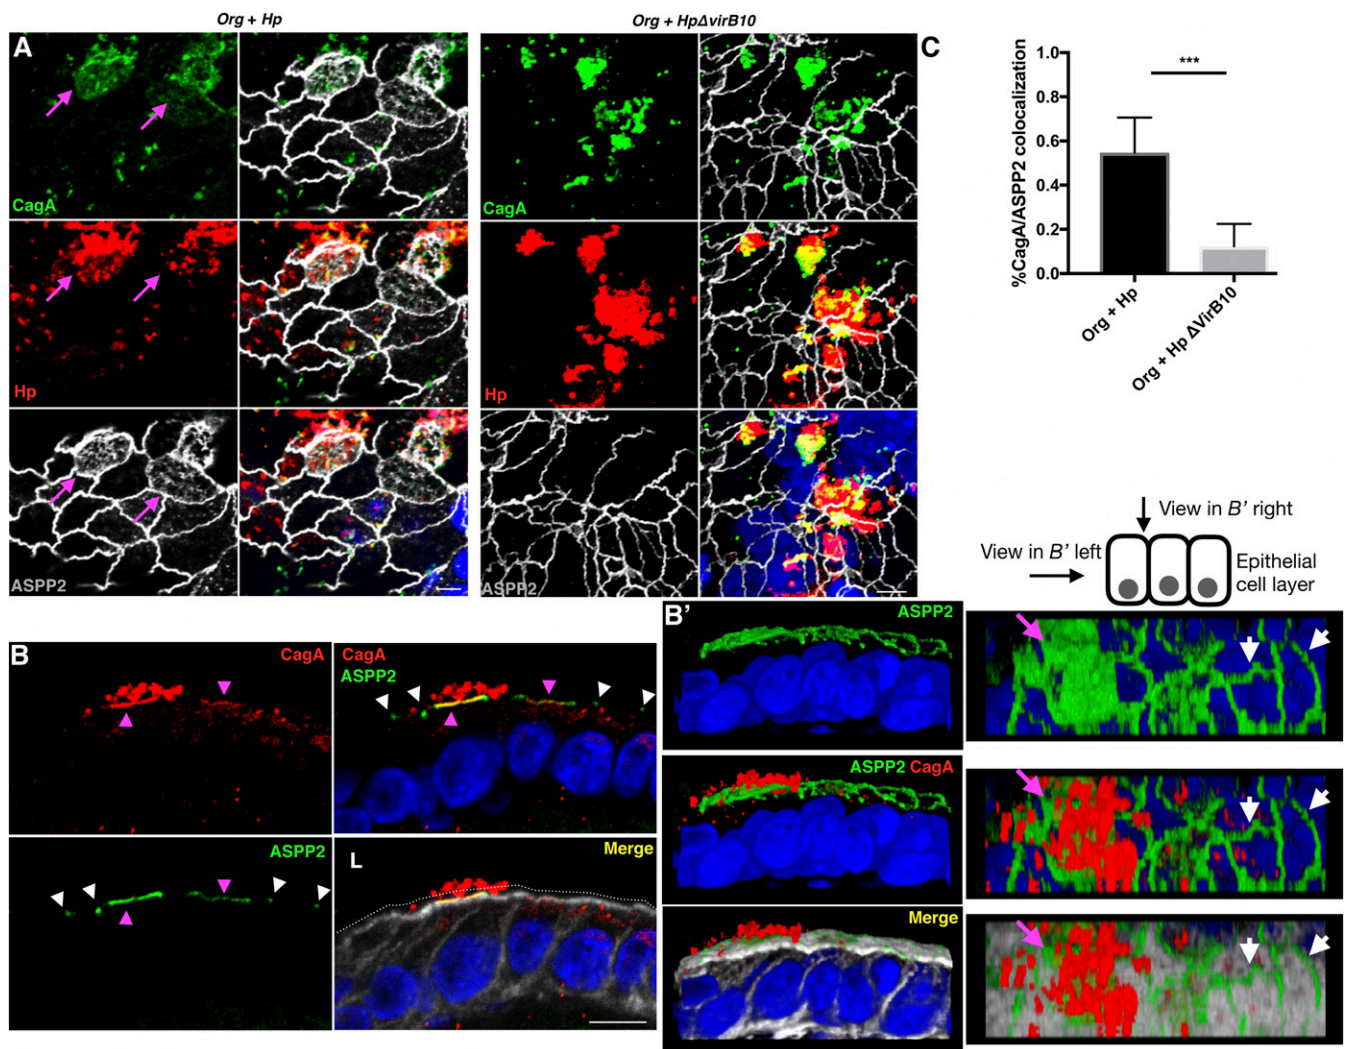 Org + Hp
Org + HpΔvirB10
A
CagA
Hp
ASPP2
CagA
Hp
ASPP2
C
%CagA/ASPP2 colocalization
1.0
0.8
0.6
0.4
0.2
0.0
***
Org + Hp
Org + Hp ΔVirB10
View in B' right
View in B' left
Epithelial
cell layer
B
CagA
CagA
ASPP2
ASPP2
L
Merge
B'
ASPP2
ASPP2 CagA
Merge